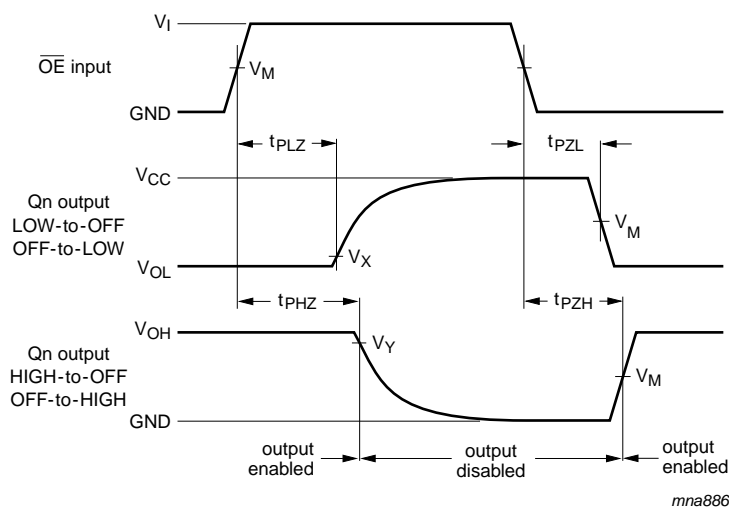 V_I
OE input
V_M
GND
t_PLZ
t_PZL
V_CC
Qn output
LOW-to-OFF
OFF-to-LOW
V_M
V_X
V_OL
t_PHZ
t_PZH
V_OH
Qn output
HIGH-to-OFF
OFF-to-HIGH
V_Y
V_M
GND
output
enabled
output
disabled
output
enabled
mna886